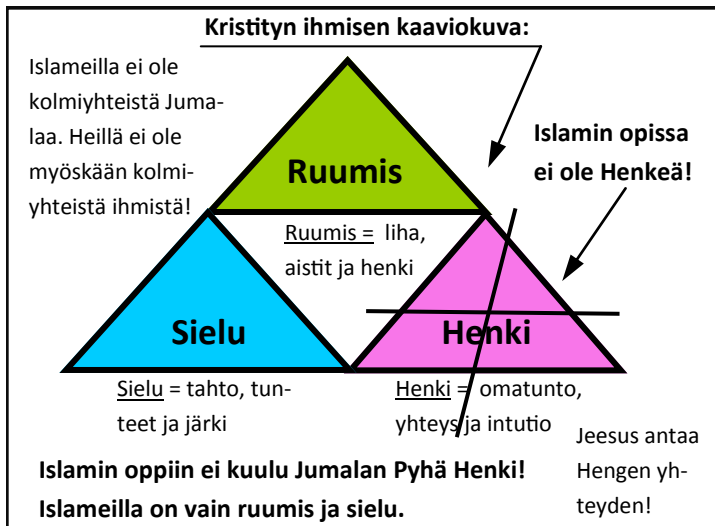 Kristityn ihmisen kaaviokuva:
Islameilla ei ole
kolmiyhteistä Juma-
laa. Heillä ei ole
myöskään kolmi-
yhteistä ihmistä!
Islamin opissa
ei ole Henkeä!
Ruumis
Ruumis = liha,
aistit ja henki
Sielu
Henki
Sielu = tahto, tun-
teet ja järki
Henki = omatunto,
yhteys ja intutio
Jeesus antaa
Hengen yh-
teyden!
Islamin oppiin ei kuulu Jumalan Pyhä Henki!
Islameilla on vain ruumis ja sielu.